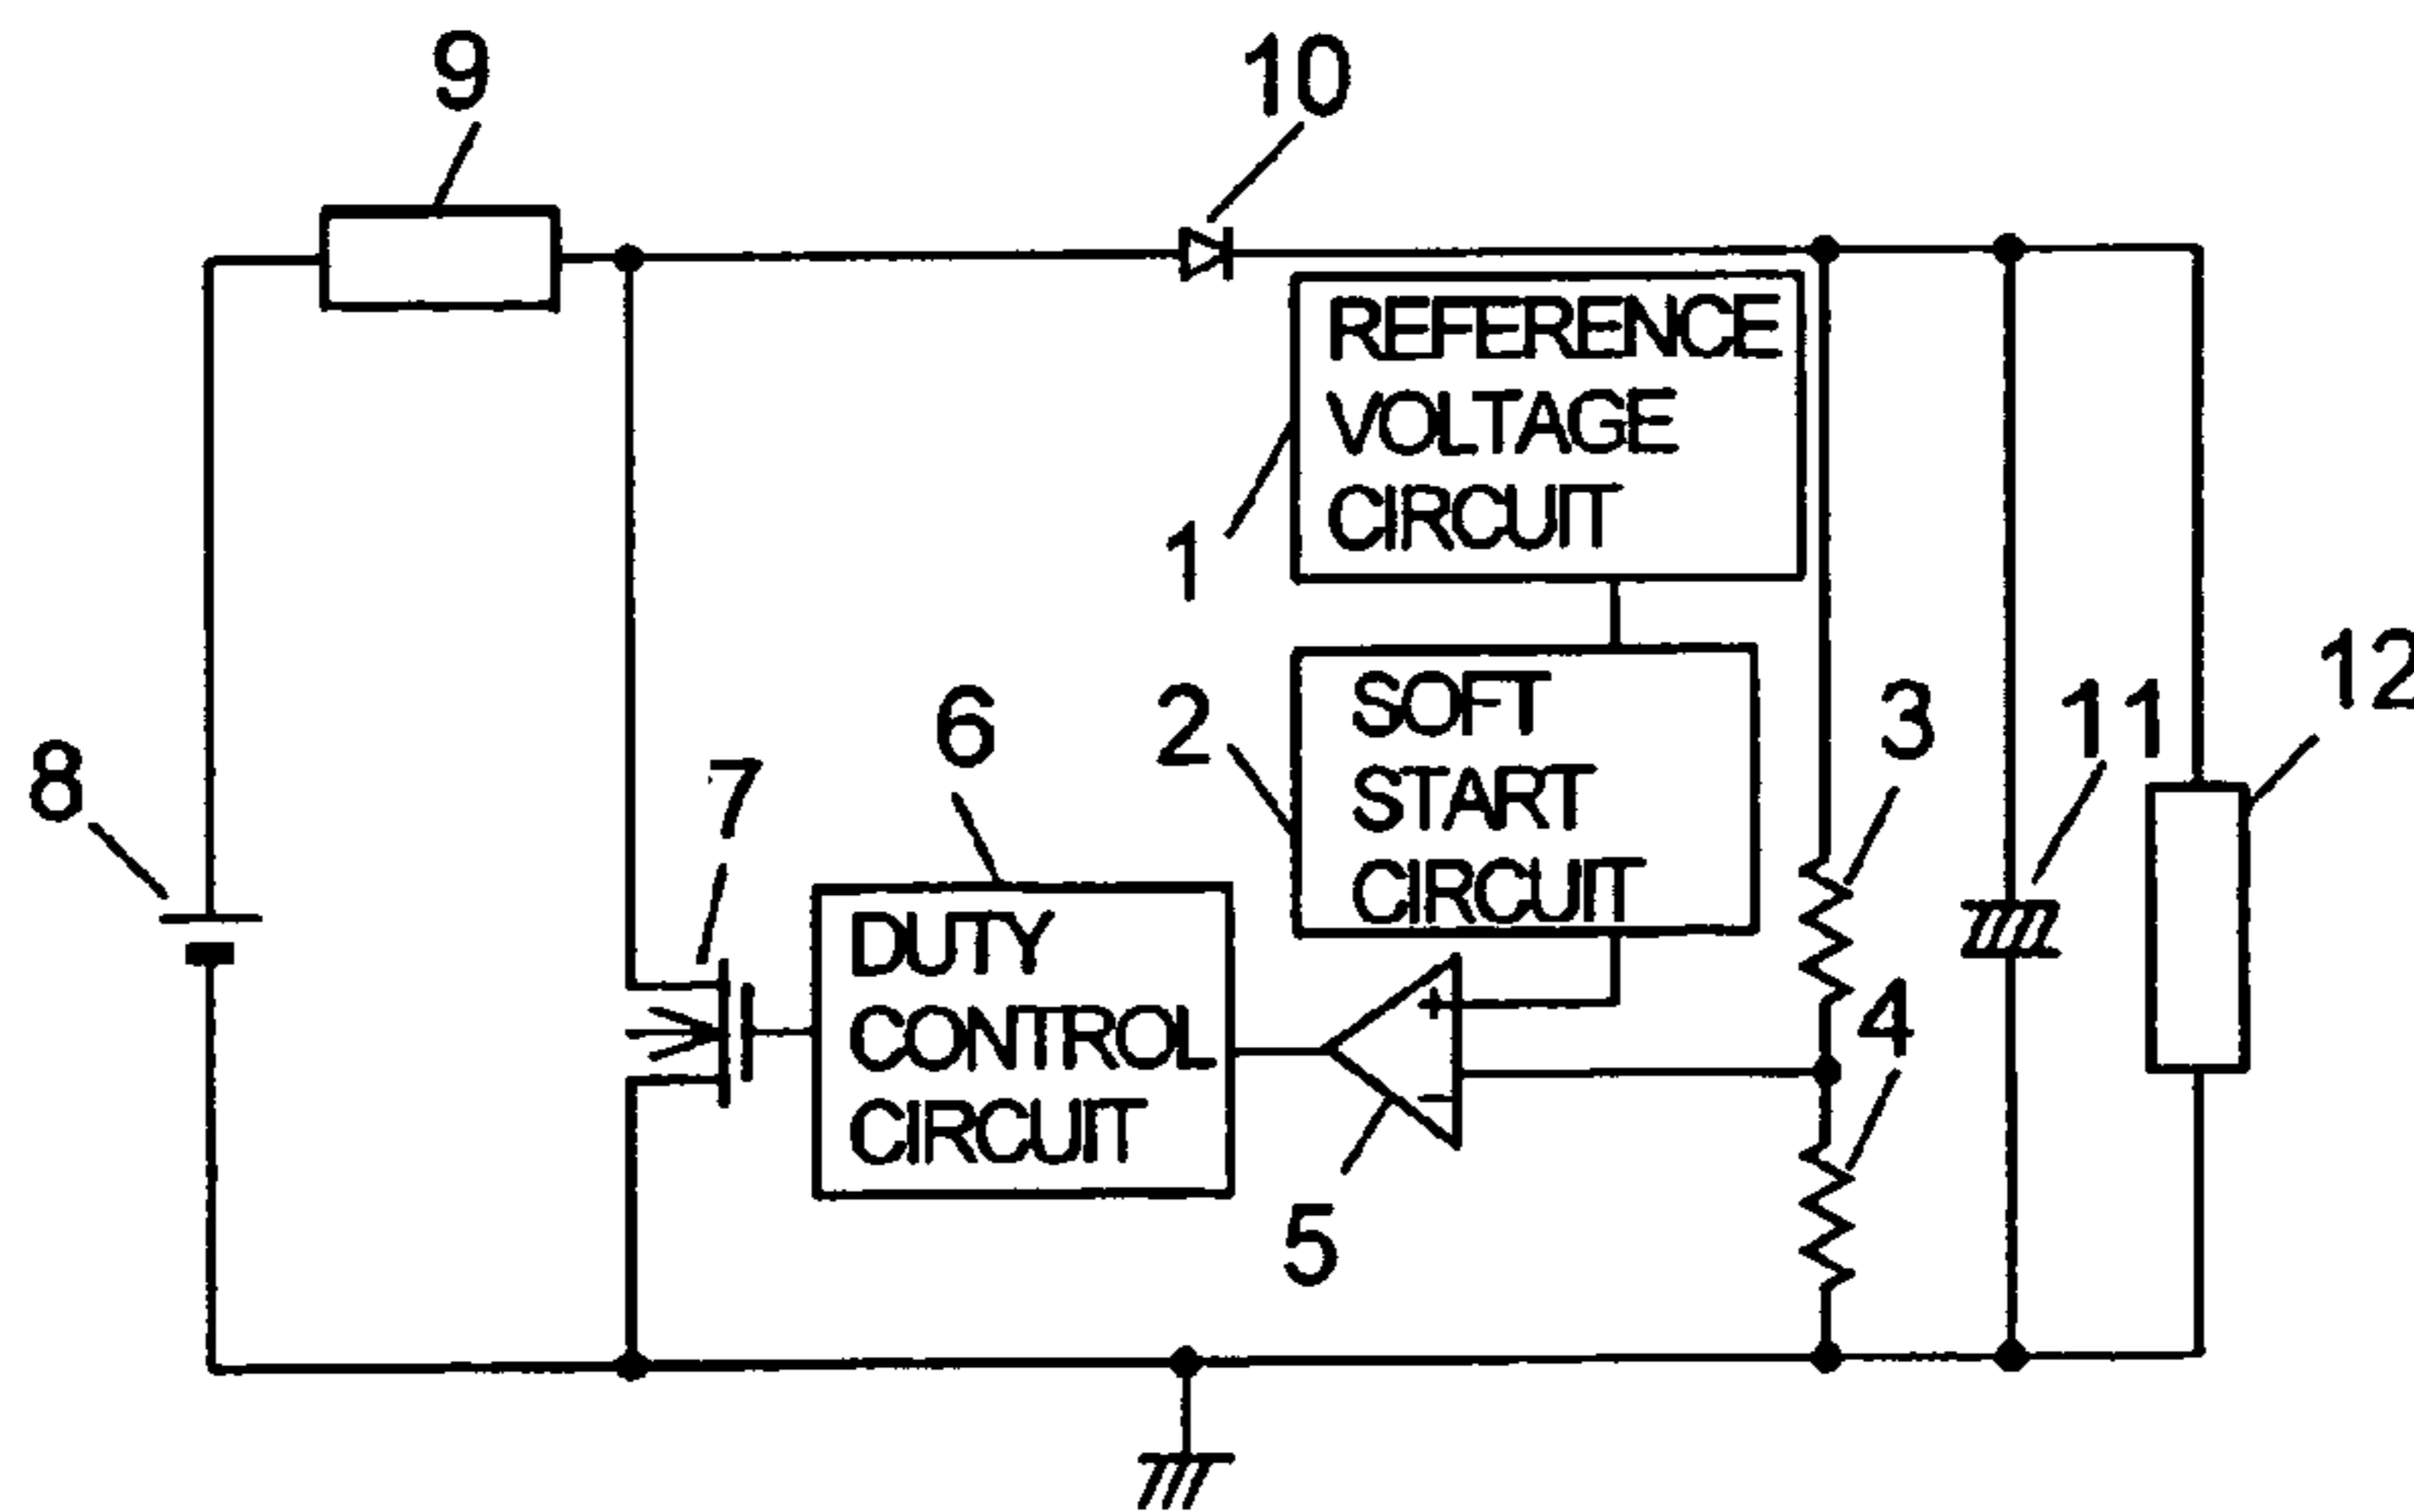 9
10
REFERENCE
VOLTAGE
CIRCUIT
1
12
SOFT
START
CIRCUIT
2
6
3
11
8
7
DUTY
CONTROL
CIRCUIT
4
+
−
5